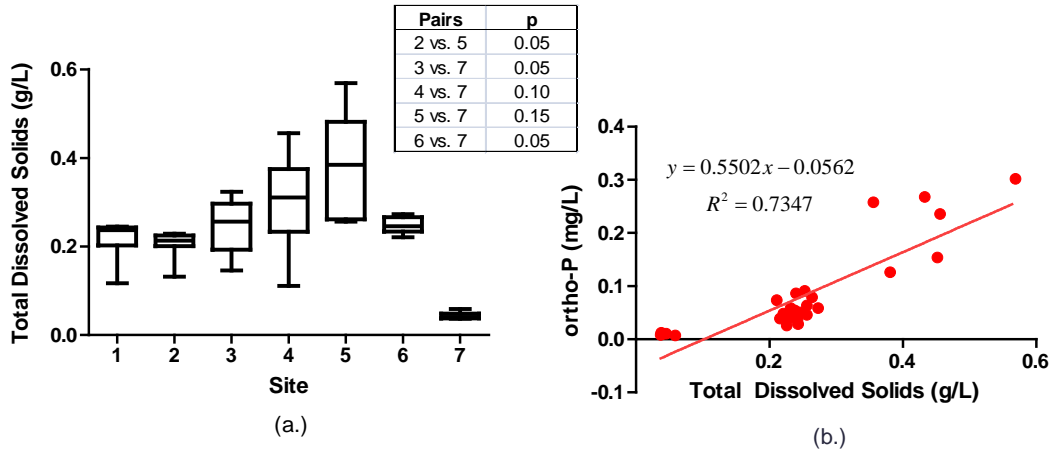 Pairs p
2 vs. 5 0.05
3 vs. 7 0.05
4 vs. 7 0.10
5 vs. 7 0.15
6 vs. 7 0.05
Total Dissolved Solids (g/L)
0.6
0.4
0.2
0.0
1 2 3 4 5 6 7
Site
(a.)
ortho-P (mg/L)
0.4
0.3
0.2
0.1
0.0
-0.1
y = 0.5502x − 0.0562
R² = 0.7347
0.2 0.4 0.6
Total Dissolved Solids (g/L)
(b.)